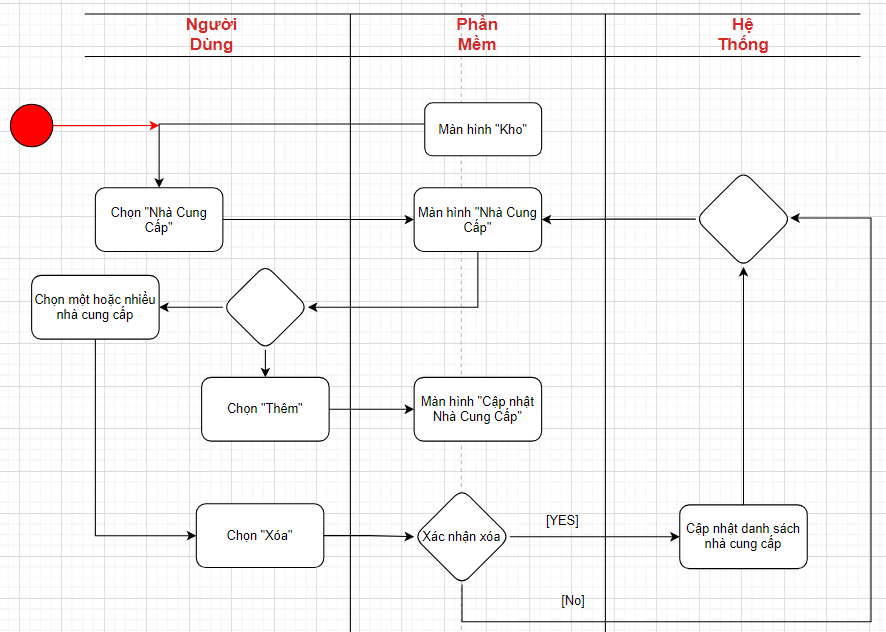 Người
Dùng
Phần
Mềm
Hệ
Thống
Màn hình "Kho"
Chọn "Nhà Cung
Cấp"
Màn hình "Nhà Cung
Cấp"
Chọn một hoặc nhiều
nhà cung cấp
Chọn "Thêm"
Màn hình "Cập nhật
Nhà Cung Cấp"
Chọn "Xóa"
Xác nhận xóa
[YES]
Cập nhật danh sách
nhà cung cấp
[No]